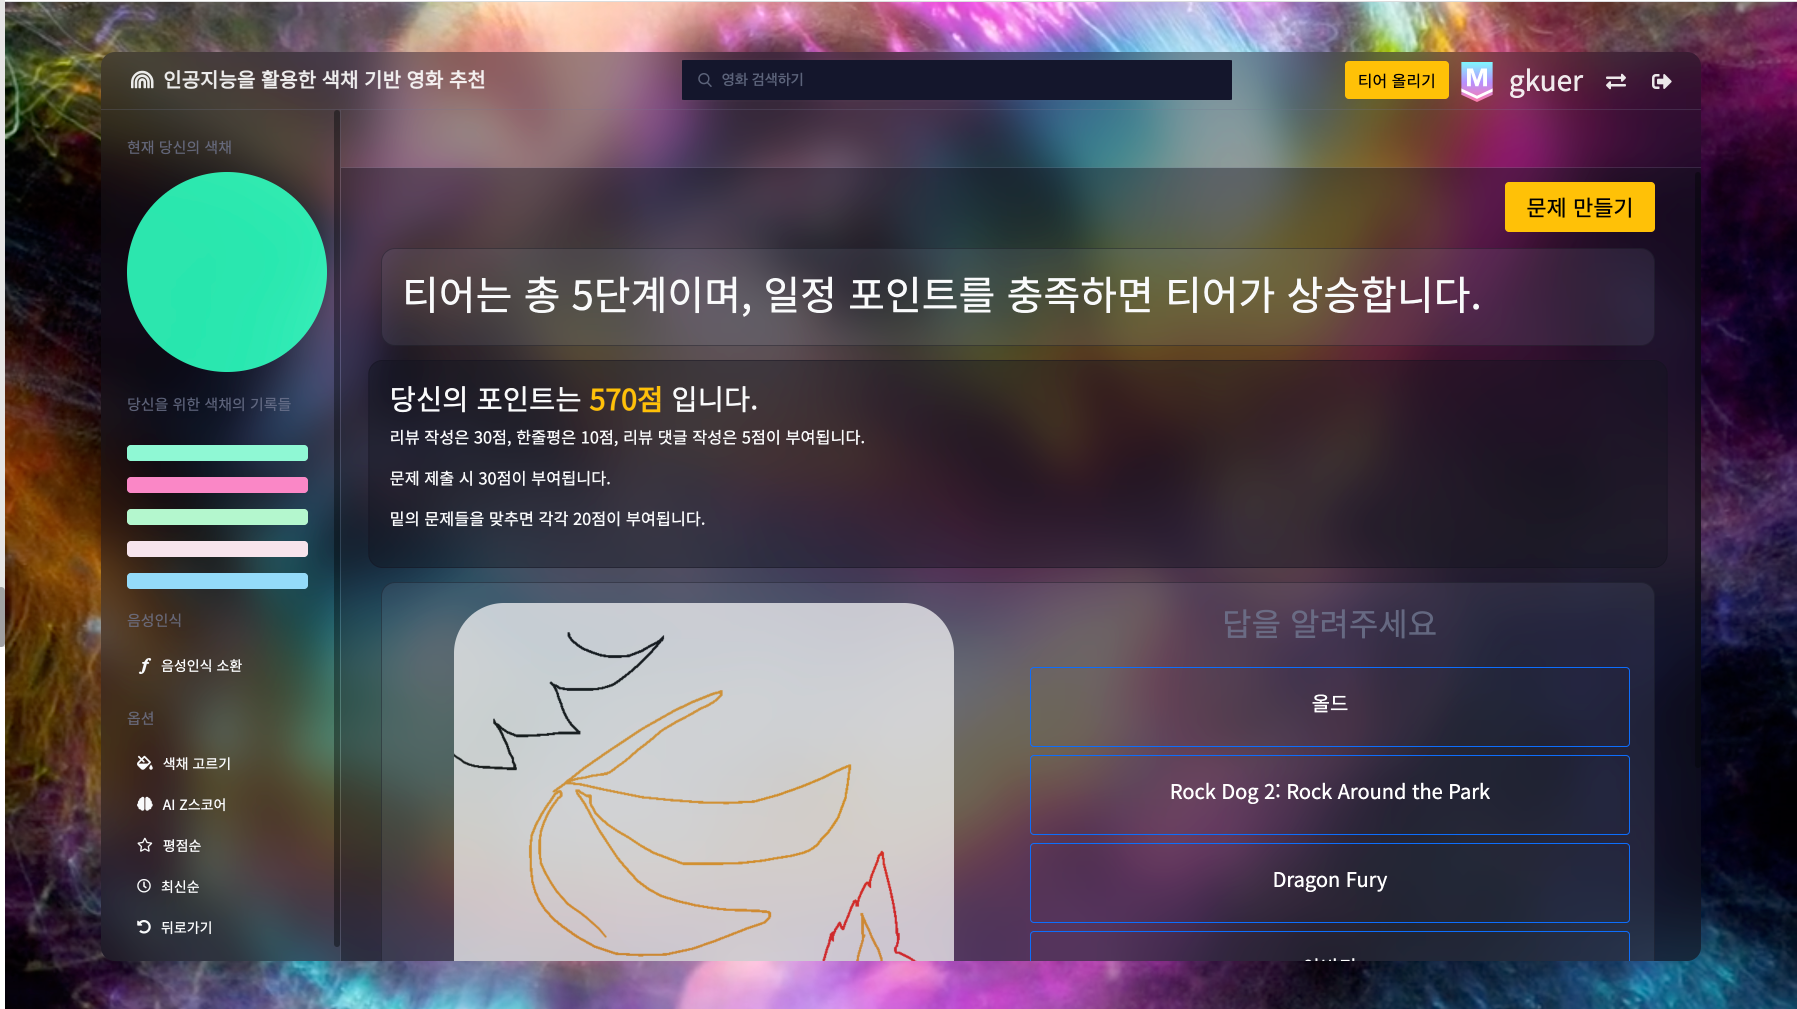 인공지능을 활용한 색채 기반 영화 추천
영화 검색하기
티어 올리기
M
gkuer
현재 당신의 색채
당신을 위한 색채의 기록들
음성인식
음성인식 소환
옵션
색채 고르기
AI Z스코어
평점순
최신순
뒤로가기
문제 만들기
티어는 총 5단계이며, 일정 포인트를 충족하면 티어가 상승합니다.
당신의 포인트는 570점 입니다.
리뷰 작성은 30점, 한줄평은 10점, 리뷰 댓글 작성은 5점이 부여됩니다.
문제 제출 시 30점이 부여됩니다.
밑의 문제들을 맞추면 각각 20점이 부여됩니다.
답을 알려주세요
올드
Rock Dog 2: Rock Around the Park
Dragon Fury